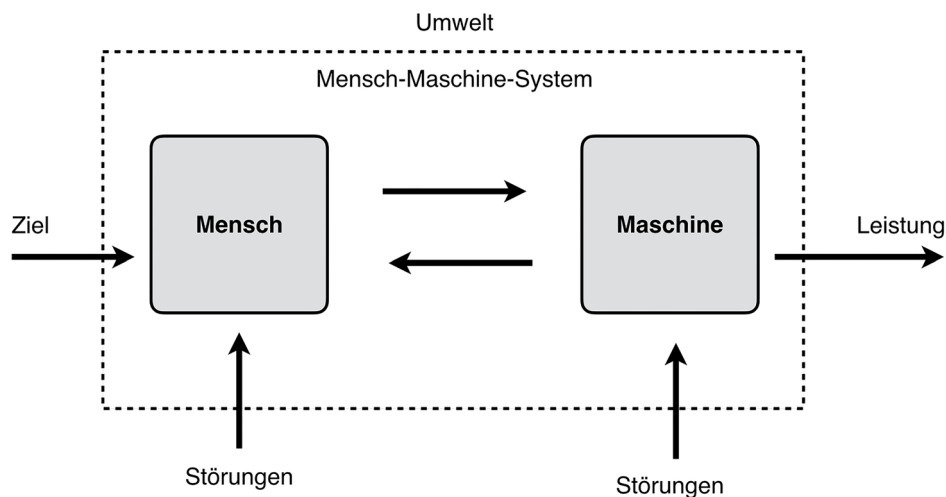 Umwelt
Mensch-Maschine-System
Ziel
Mensch
Maschine
Leistung
Störungen
Störungen